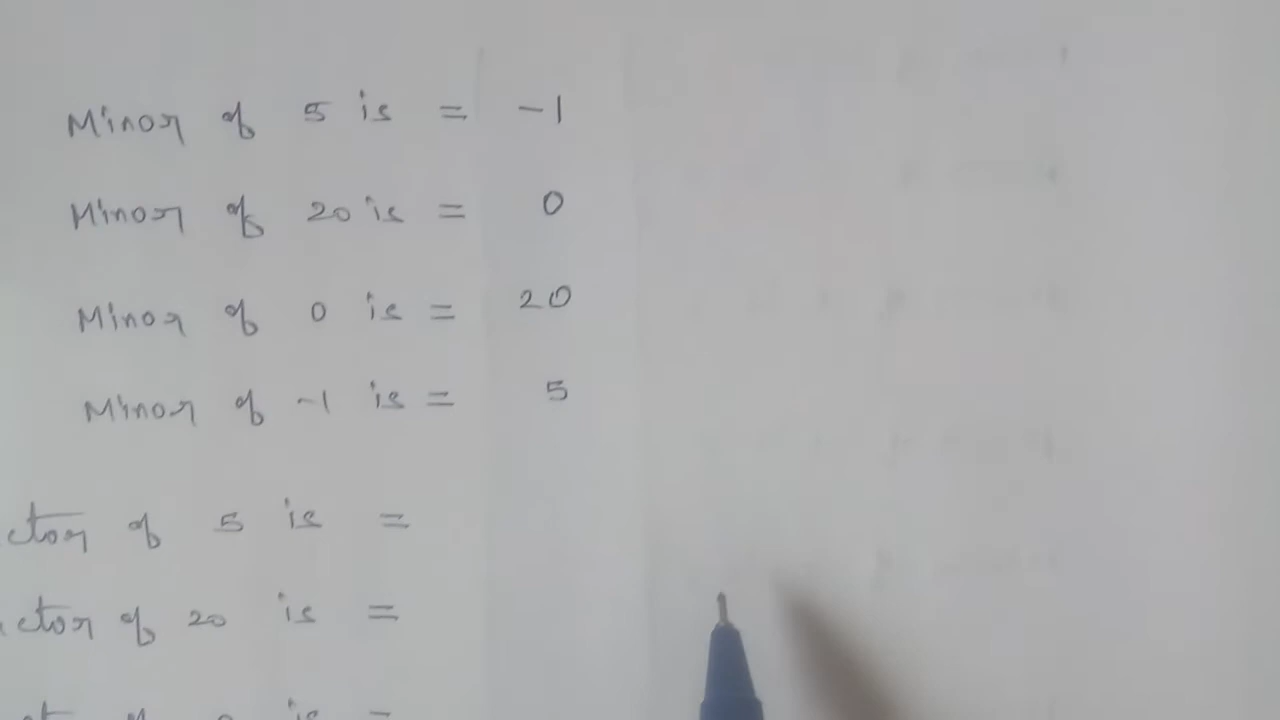 Minor of 5 is = -1
Minor of 20 is = 0
Minor of 0 is = 20
Minor of -1 is = 5
ctor of 5 is =
ctor of 20 is =
is =